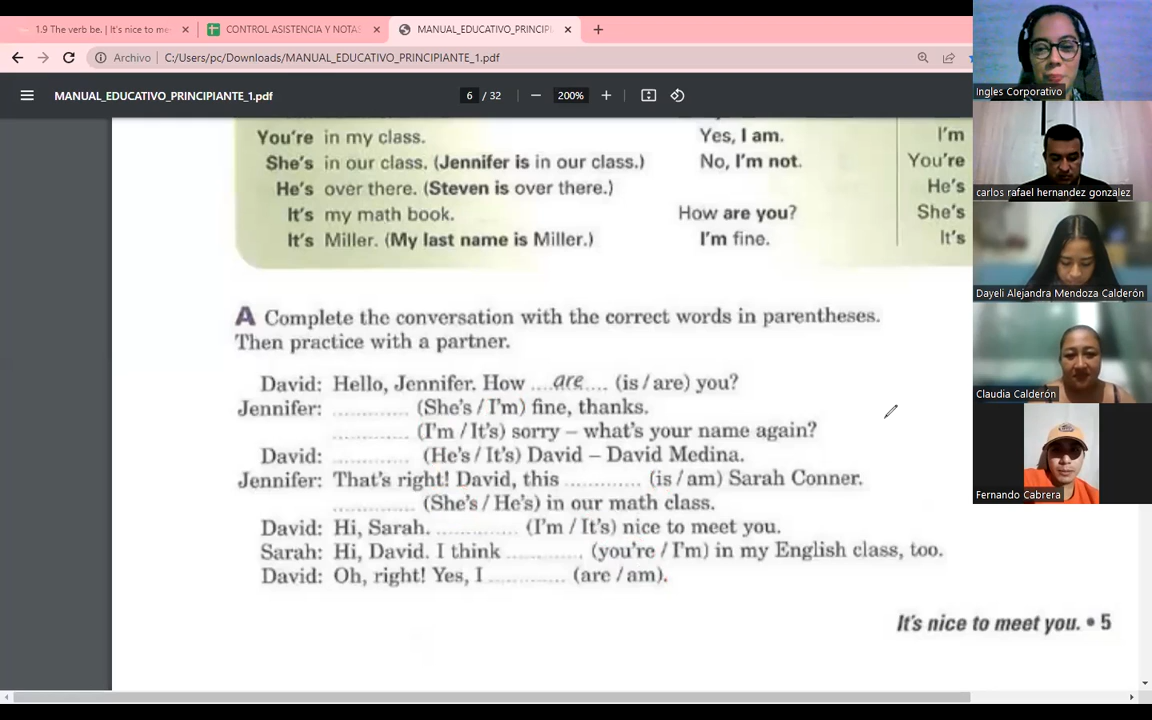 1.9 The verb be. | It's nice to me
CONTROL ASISTENCIA Y NOTAS
MANUAL_EDUCATIVO_PRINCIPI
Archivo C:/Users/pc/Downloads/MANUAL_EDUCATIVO_PRINCIPIANTE_1.pdf
MANUAL_EDUCATIVO_PRINCIPIANTE_1.pdf
6 / 32
200%
You're in my class.
She's in our class. (Jennifer is in our class.)
He's over there. (Steven is over there.)
It's my math book.
It's Miller. (My last name is Miller.)
Yes, I am.
No, I'm not.
How are you?
I'm fine.
I'm
You're
He's
She's
It's
A Complete the conversation with the correct words in parentheses.
Then practice with a partner.
David: Hello, Jennifer. How ....are.... (is / are) you?
Jennifer: ............ (She's / I'm) fine, thanks.
............ (I'm / It's) sorry – what's your name again?
David: ............ (He's / It's) David – David Medina.
Jennifer: That's right! David, this ............ (is / am) Sarah Conner.
............ (She's / He's) in our math class.
David: Hi, Sarah. ............ (I'm / It's) nice to meet you.
Sarah: Hi, David. I think ............ (you're / I'm) in my English class, too.
David: Oh, right! Yes, I ............ (are / am).
It's nice to meet you. • 5
Ingles Corporativo
carlos rafael hernandez gonzalez
Dayeli Alejandra Mendoza Calderón
Claudia Calderón
Fernando Cabrera